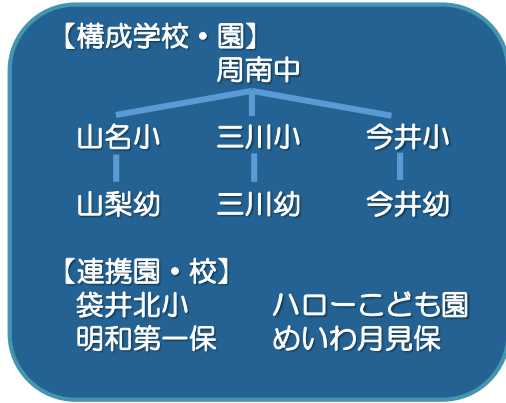 【構成学校・園】
周南中
山名小 三川小 今井小
山梨幼 三川幼 今井幼
【連携園・校】
袋井北小 ハローこども園
明和第一保 めいわ月見保